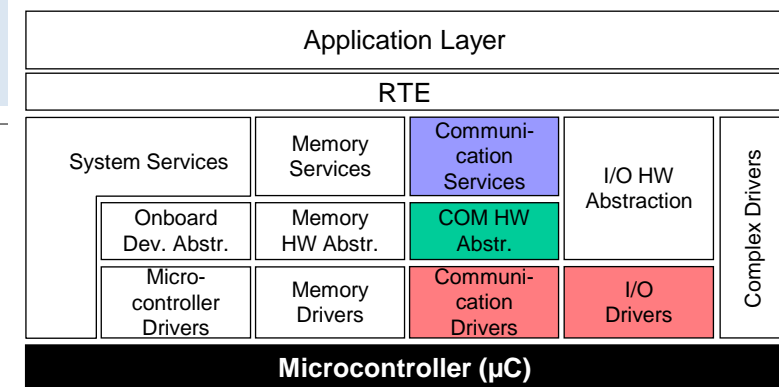 Application Layer
RTE
System Services
Memory
Services
Communi-
cation
Services
I/O HW
Abstraction
Complex Drivers
Onboard
Dev. Abstr.
Memory
HW Abstr.
COM HW
Abstr.
Micro-
controller
Drivers
Memory
Drivers
Communi-
cation
Drivers
I/O
Drivers
Microcontroller (µC)